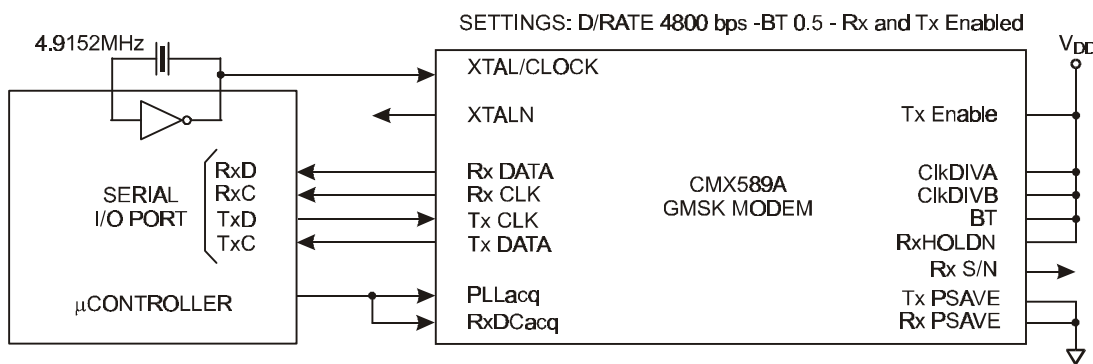 SETTINGS: D/RATE 4800 bps -BT 0.5 - Rx and Tx Enabled
4.9152MHz
VDD
XTAL/CLOCK
XTALN
Tx Enable
RxD
RxC
TxD
TxC
SERIAL
I/O PORT
µCONTROLLER
Rx DATA
Rx CLK
Tx CLK
Tx DATA
PLLacq
RxDCacq
CMX589A
GMSK MODEM
ClkDIVA
ClkDIVB
BT
RxHOLDN
Rx S/N
Tx PSAVE
Rx PSAVE